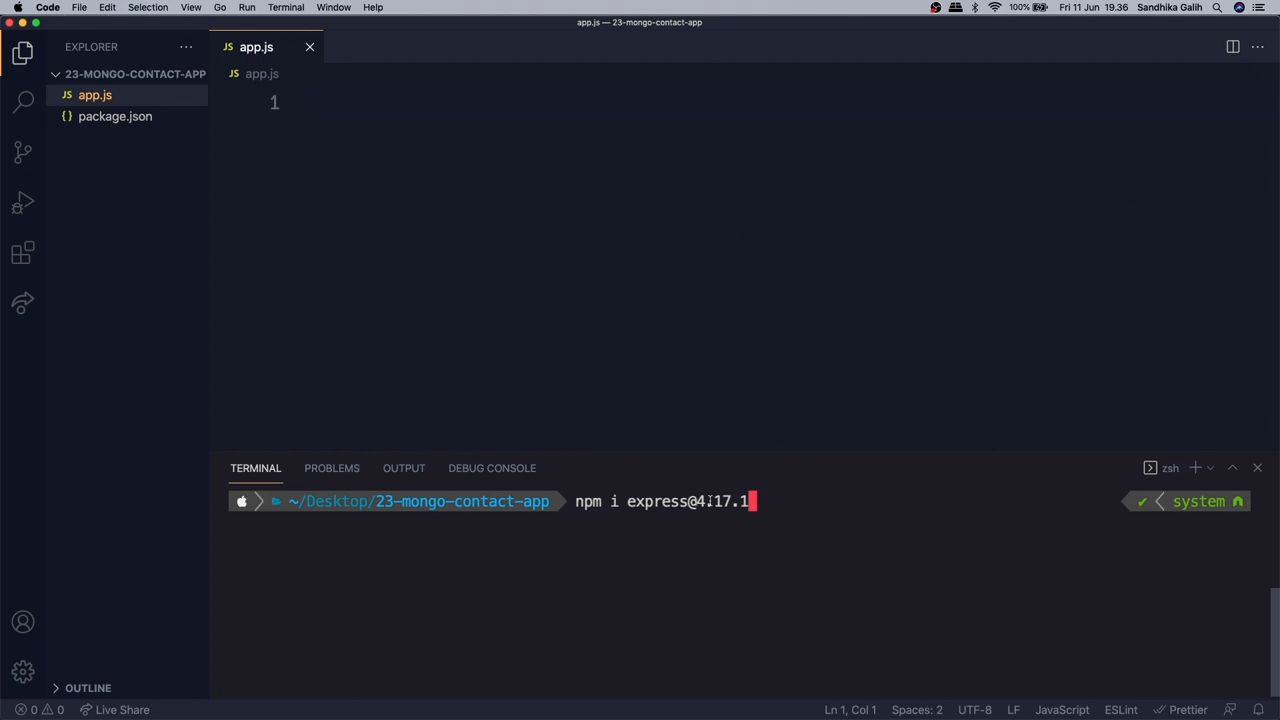 Code File Edit Selection View Go Run Terminal Window Help 100% Fri 11 Jun 19.36 Sandhika Galih
app.js — 23-mongo-contact-app
EXPLORER ···
JS app.js
23-MONGO-CONTACT-APP
JS app.js
JS app.js
1
{} package.json
TERMINAL PROBLEMS OUTPUT DEBUG CONSOLE zsh
~/Desktop/23-mongo-contact-app npm i express@4.17.1 system
OUTLINE
0 0 Live Share Ln 1, Col 1 Spaces: 2 UTF-8 LF JavaScript ESLint Prettier